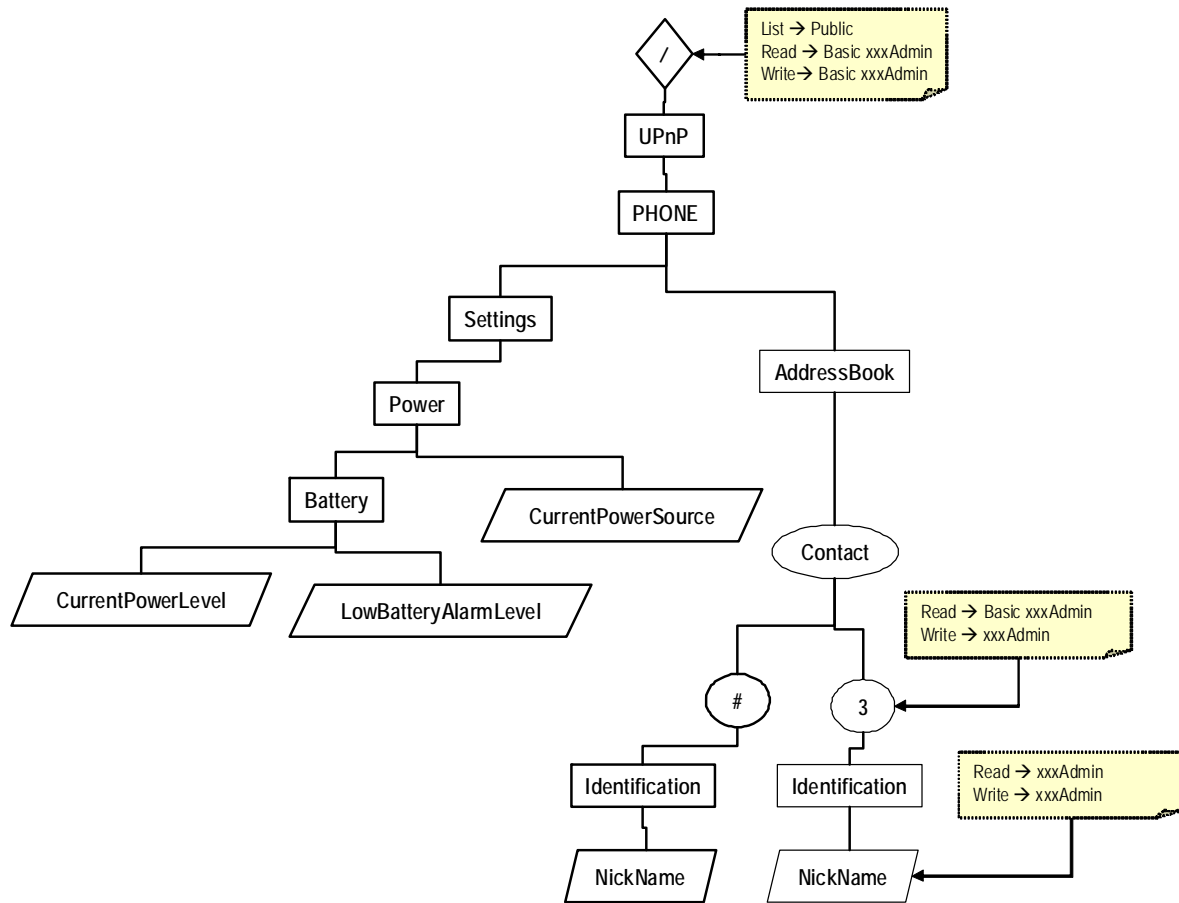 List → Public
Read → Basic xxxAdmin
Write→ Basic xxxAdmin
/
UPnP
PHONE
Settings
AddressBook
Power
Battery
CurrentPowerSource
Contact
CurrentPowerLevel
LowBatteryAlarmLevel
Read → Basic xxxAdmin
Write → xxxAdmin
#
3
Identification
Identification
Read → xxxAdmin
Write → xxxAdmin
NickName
NickName